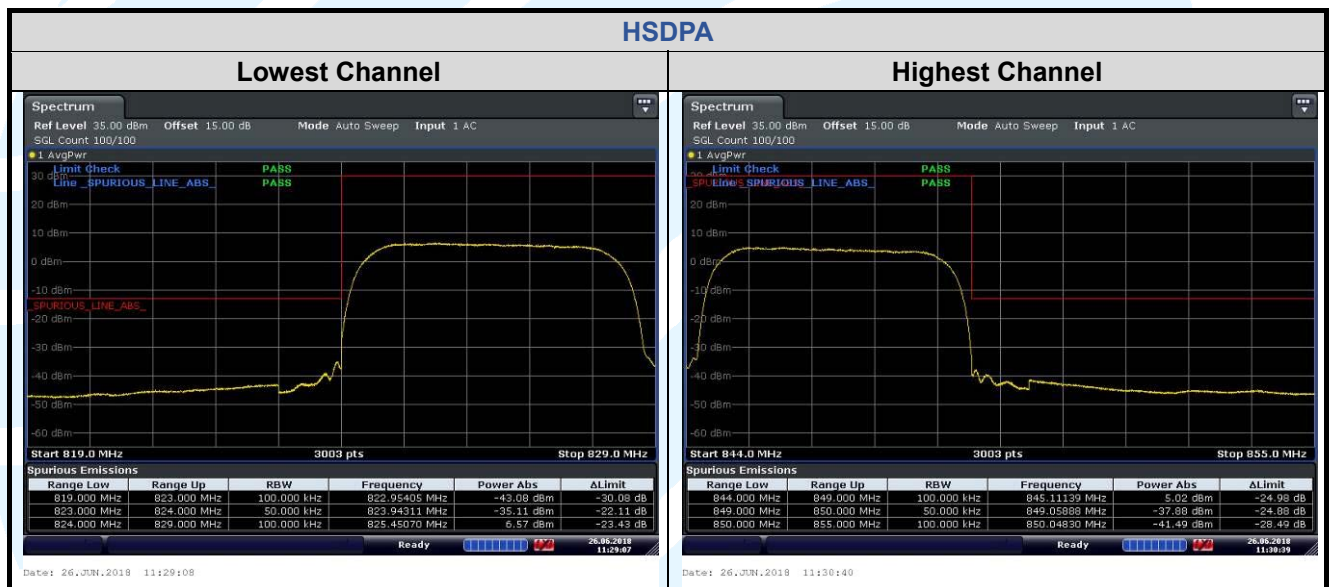 HSDPA
Lowest Channel
Highest Channel
Spectrum
Ref Level 35.00 dBm Offset 15.00 dB Mode Auto Sweep Input 1 AC
SGL Count 100/100
1 AvgPwr
Limit Check PASS
30 dBm
Line _SPURIOUS_LINE_ABS_ PASS
20 dBm
10 dBm
0 dBm
-10 dBm
_SPURIOUS_LINE_ABS_
-20 dBm
-30 dBm
-40 dBm
-50 dBm
-60 dBm
Start 819.0 MHz 3003 pts Stop 829.0 MHz
Spurious Emissions
Range Low Range Up RBW Frequency Power Abs ΔLimit
819.000 MHz 823.000 MHz 100.000 kHz 822.95405 MHz -43.08 dBm -30.08 dB
823.000 MHz 824.000 MHz 50.000 kHz 823.94311 MHz -35.11 dBm -22.11 dB
824.000 MHz 829.000 MHz 100.000 kHz 825.45070 MHz 6.57 dBm -23.43 dB
Ready 26.06.2018
11:29:07
Date: 26.JUN.2018 11:29:08
Spectrum
Ref Level 35.00 dBm Offset 15.00 dB Mode Auto Sweep Input 1 AC
SGL Count 100/100
1 AvgPwr
Limit Check PASS
Line _SPURIOUS_LINE_ABS_ PASS
20 dBm
10 dBm
0 dBm
-10 dBm
-20 dBm
-30 dBm
-40 dBm
-50 dBm
-60 dBm
Start 844.0 MHz 3003 pts Stop 855.0 MHz
Spurious Emissions
Range Low Range Up RBW Frequency Power Abs ΔLimit
844.000 MHz 849.000 MHz 100.000 kHz 845.11139 MHz 5.02 dBm -24.98 dB
849.000 MHz 850.000 MHz 50.000 kHz 849.05888 MHz -37.88 dBm -24.88 dB
850.000 MHz 855.000 MHz 100.000 kHz 850.04830 MHz -41.49 dBm -28.49 dB
Ready 26.06.2018
11:30:39
Date: 26.JUN.2018 11:30:40